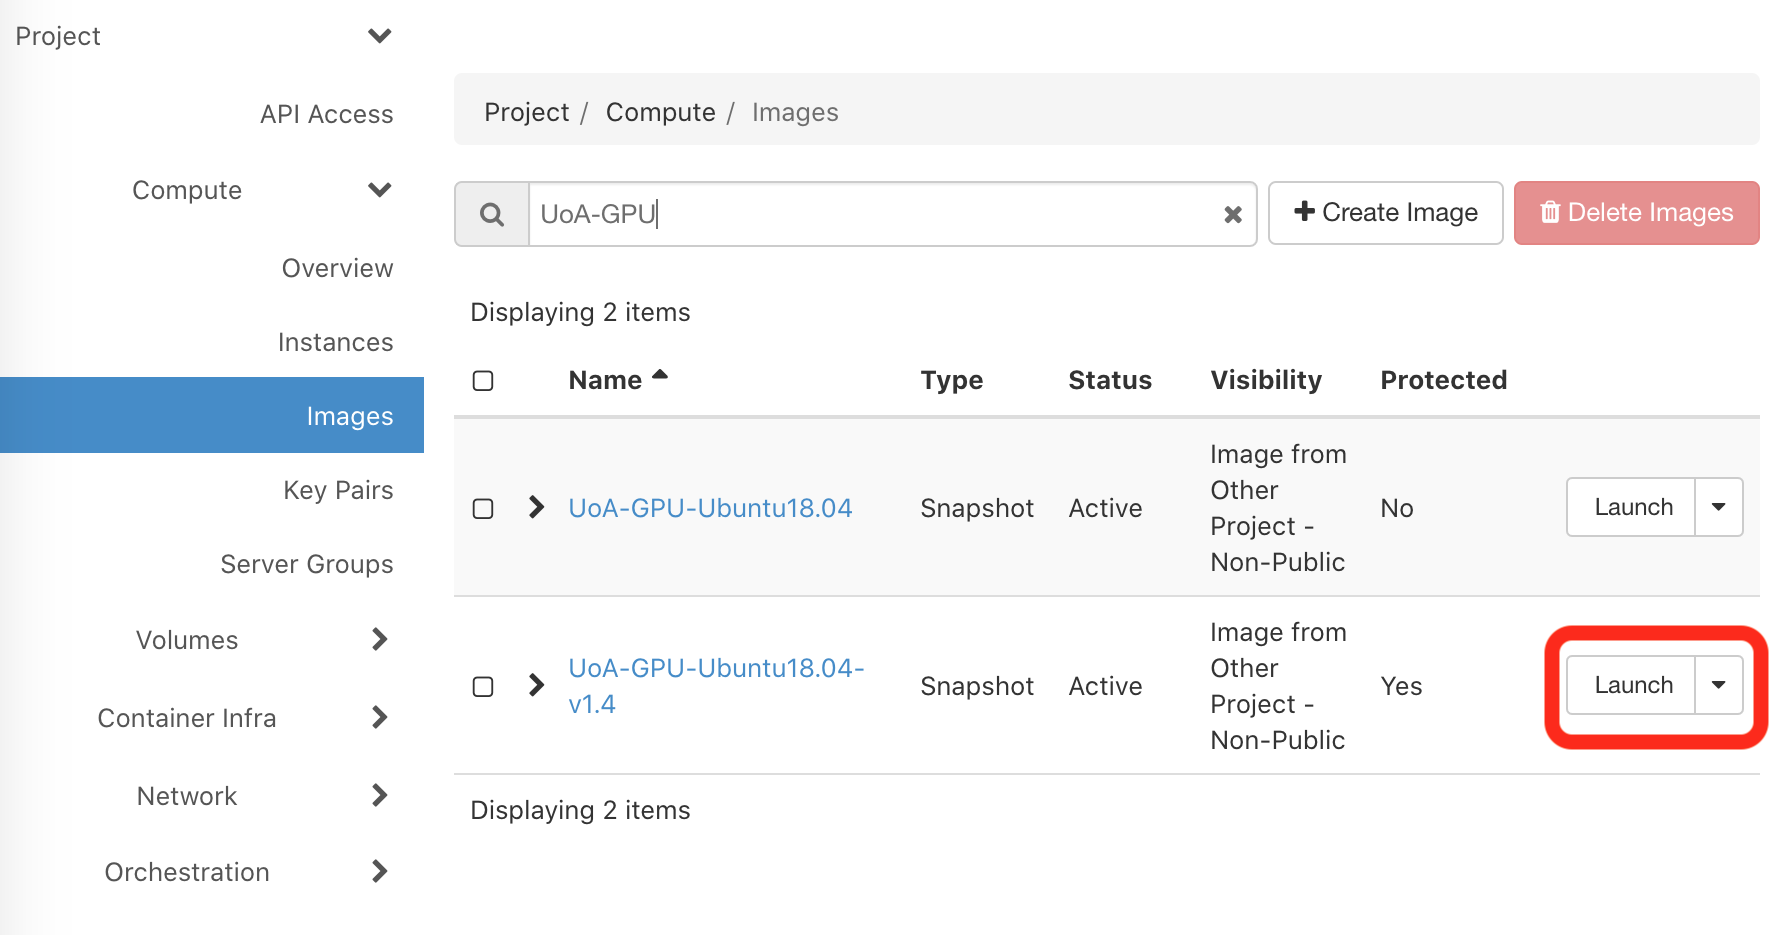 Project
API Access
Compute
Overview
Instances
Images
Key Pairs
Server Groups
Volumes
Container Infra
Network
Orchestration
Project / Compute / Images
UoA-GPU
Create Image
Delete Images
Displaying 2 items
Name Type Status Visibility Protected
UoA-GPU-Ubuntu18.04 Snapshot Active Image from
Other
Project -
Non-Public No Launch
UoA-GPU-Ubuntu18.04-
v1.4 Snapshot Active Image from
Other
Project -
Non-Public Yes Launch
Displaying 2 items